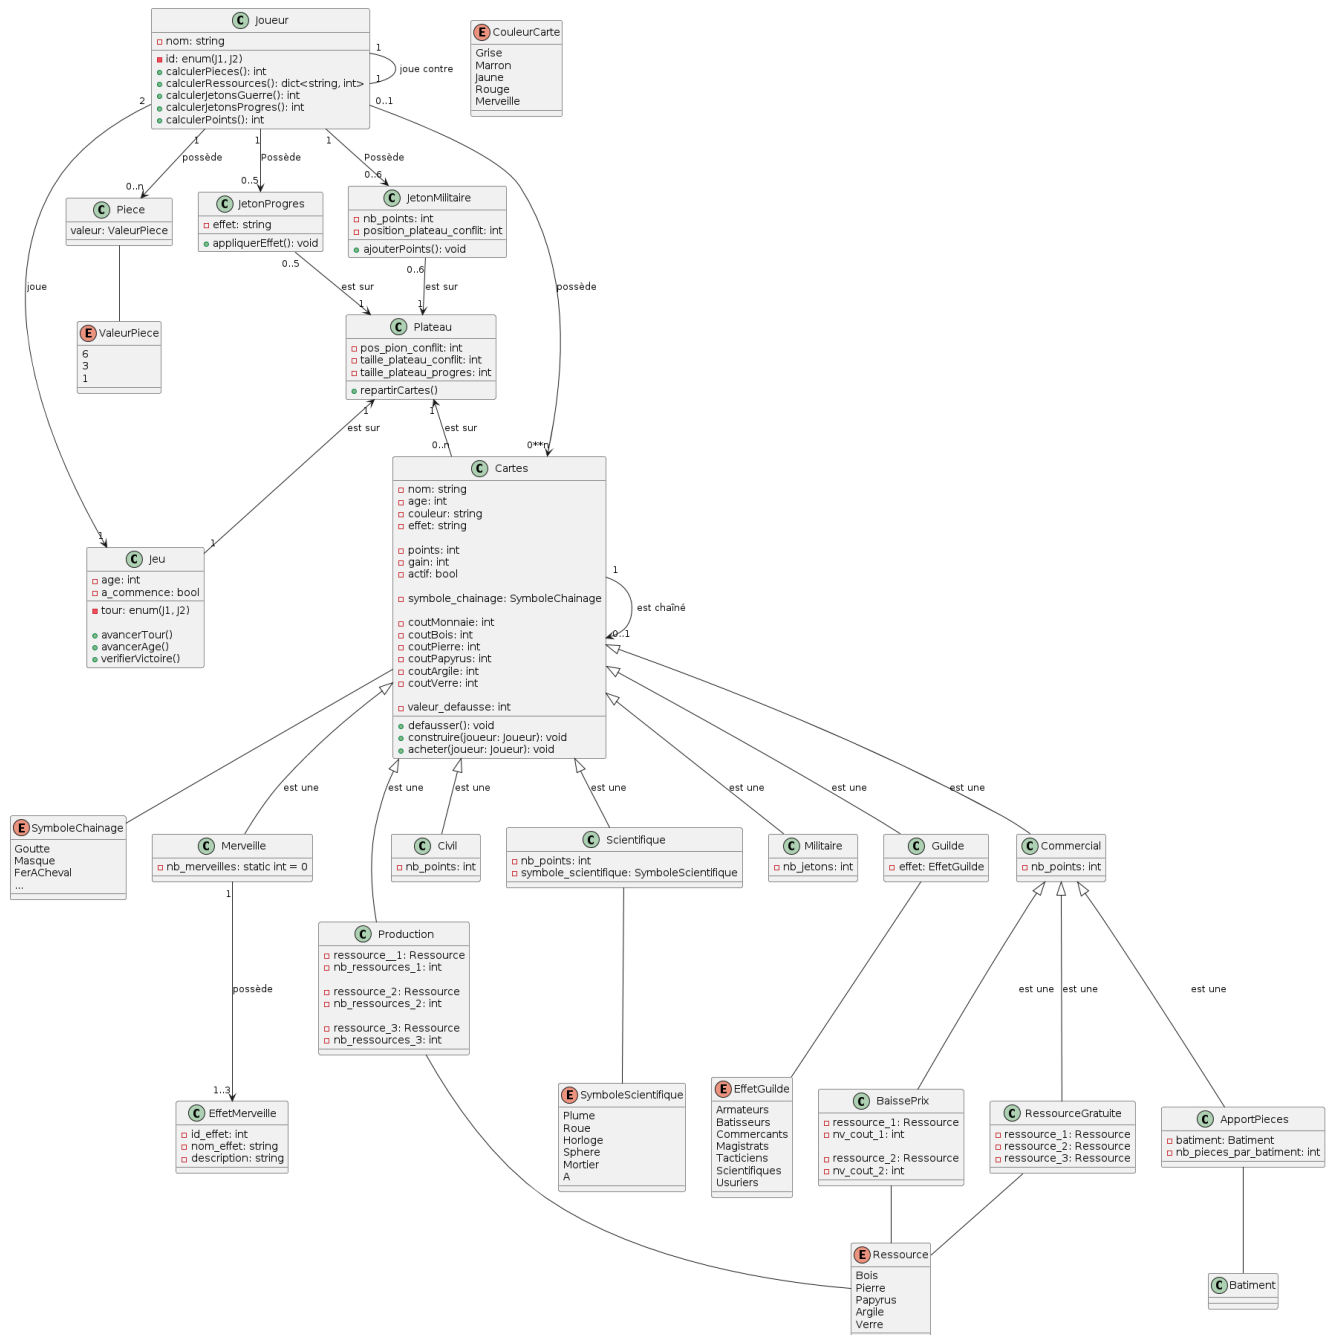 C Joueur
nom: string
id: enum(J1, J2)
calculerPieces(): int
calculerRessources(): dict<string, int>
calculerJetonsGuerre(): int
calculerJetonsProgres(): int
calculerPoints(): int
E CouleurCarte
Grise
Marron
Jaune
Rouge
Merveille
1
joue contre
1
2
0..1
1
possède
0..n
1
Possède
0..5
1
Possède
0..6
C Piece
valeur: ValeurPiece
C JetonProgres
effet: string
appliquerEffet(): void
C JetonMilitaire
nb_points: int
position_plateau_conflit: int
ajouterPoints(): void
0..5
est sur
1
0..6
est sur
1
joue
possède
E ValeurPiece
6
3
1
C Plateau
pos_pion_conflit: int
taille_plateau_conflit: int
taille_plateau_progres: int
repartirCartes()
1
est sur
1
1
est sur
0..n
0**n
1
C Jeu
age: int
a_commence: bool
tour: enum(J1, J2)
avancerTour()
avancerAge()
verifierVictoire()
C Cartes
nom: string
age: int
couleur: string
effet: string
points: int
gain: int
actif: bool
symbole_chainage: SymboleChainage
coutMonnaie: int
coutBois: int
coutPierre: int
coutPapyrus: int
coutArgile: int
coutVerre: int
valeur_defausse: int
defausser(): void
construire(joueur: Joueur): void
acheter(joueur: Joueur): void
1
est chaîné
0..1
est une
est une
est une
est une
est une
est une
est une
E SymboleChainage
Goutte
Masque
FerACheval
...
C Merveille
nb_merveilles: static int = 0
C Civil
nb_points: int
C Scientifique
nb_points: int
symbole_scientifique: SymboleScientifique
C Militaire
nb_jetons: int
C Guilde
effet: EffetGuilde
C Commercial
nb_points: int
1
possède
1..3
C Production
ressource__1: Ressource
nb_ressources_1: int
ressource_2: Ressource
nb_ressources_2: int
ressource_3: Ressource
nb_ressources_3: int
est une
est une
est une
C EffetMerveille
id_effet: int
nom_effet: string
description: string
E SymboleScientifique
Plume
Roue
Horloge
Sphere
Mortier
A
E EffetGuilde
Armateurs
Batisseurs
Commercants
Magistrats
Tacticiens
Scientifiques
Usuriers
C BaissePrix
ressource_1: Ressource
nv_cout_1: int
ressource_2: Ressource
nv_cout_2: int
C RessourceGratuite
ressource_1: Ressource
ressource_2: Ressource
ressource_3: Ressource
C ApportPieces
batiment: Batiment
nb_pieces_par_batiment: int
E Ressource
Bois
Pierre
Papyrus
Argile
Verre
C Batiment